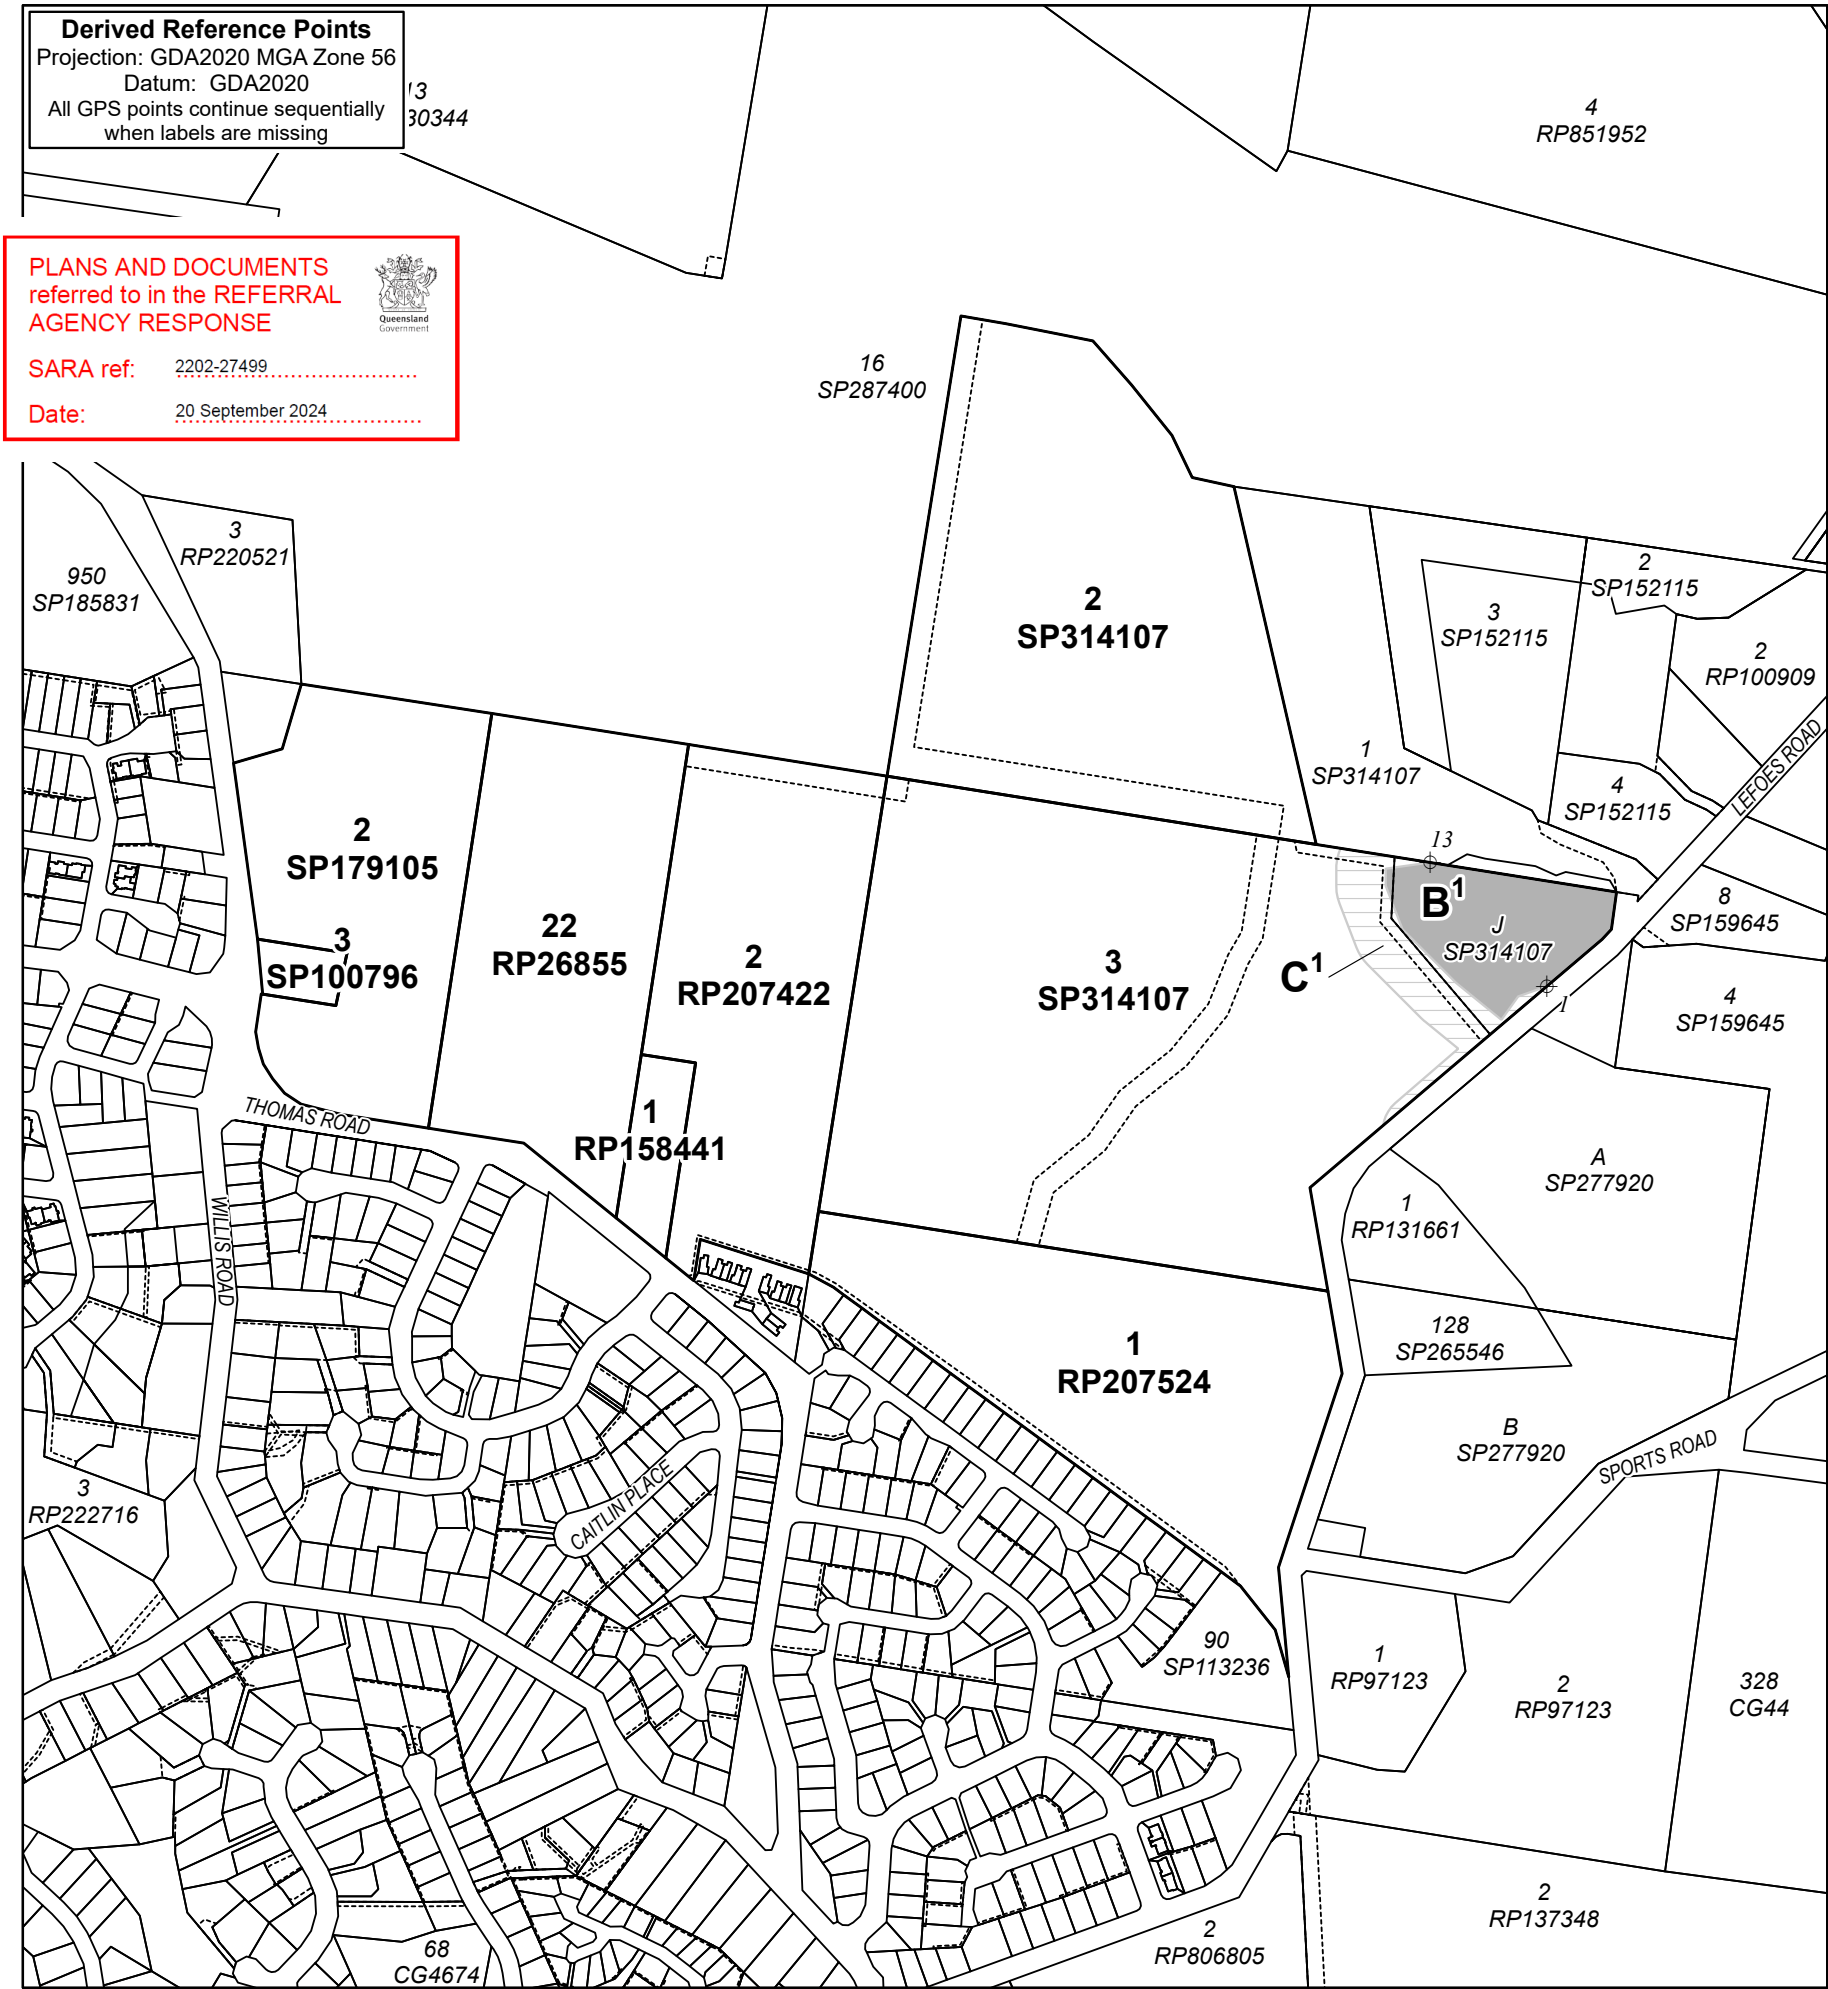 Derived Reference Points
Projection: GDA2020 MGA Zone 56
Datum: GDA2020
All GPS points continue sequentially
when labels are missing
13
30344
4
RP851952
PLANS AND DOCUMENTS
referred to in the REFERRAL
AGENCY RESPONSE
Queensland
Government
SARA ref: 2202-27499
Date: 20 September 2024
16
SP287400
3
RP220521
950
SP185831
2
SP314107
2
SP152115
3
SP152115
2
RP100909
1
SP314107
4
SP152115
LEFOES ROAD
2
SP179105
13
B1
J
SP314107
8
SP159645
22
RP26855
3
SP100796
2
RP207422
3
SP314107
C1
1
4
SP159645
THOMAS ROAD
1
RP158441
A
SP277920
WILLIS ROAD
1
RP131661
128
SP265546
1
RP207524
B
SP277920
SPORTS ROAD
3
RP222716
CAITLIN PLACE
90
SP113236
1
RP97123
2
RP97123
328
CG44
2
RP137348
2
RP806805
68
CG4674